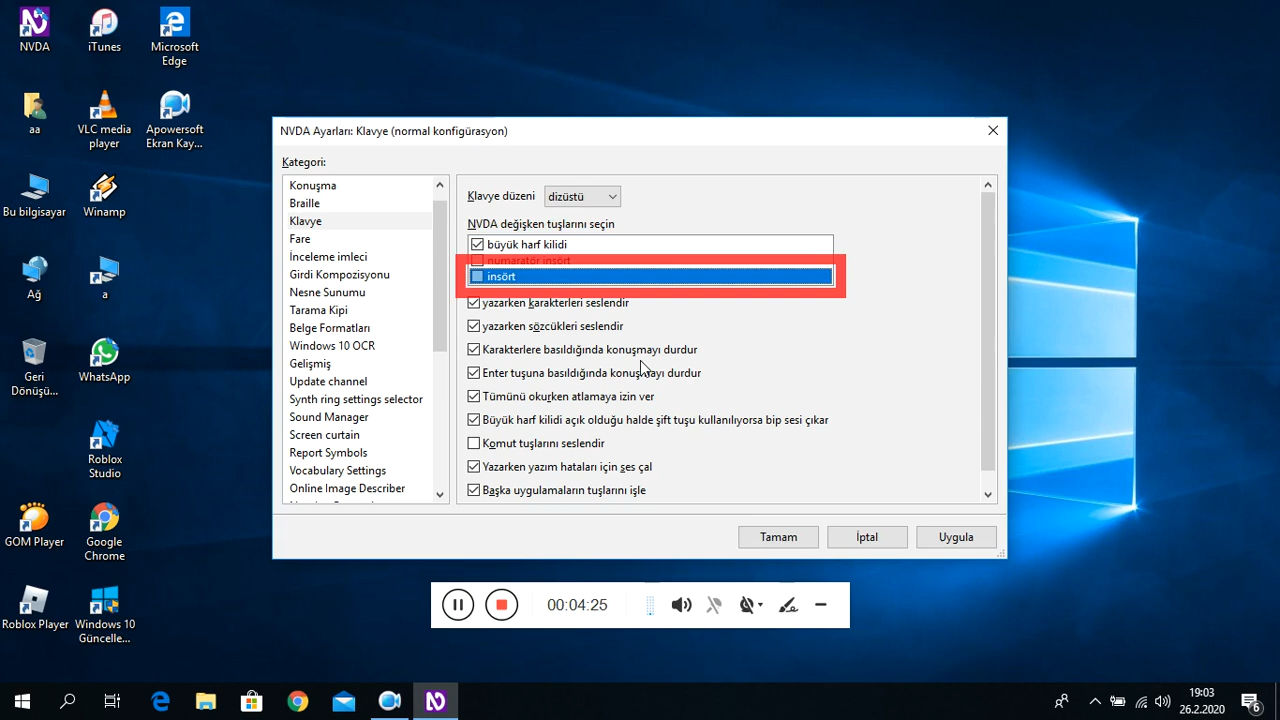 NVDA
iTunes
Microsoft
Edge
aa
VLC media
player
Apowersoft
Ekran Kay...
Bu bilgisayar
Winamp
Ağ
a
Geri
Dönüşü...
WhatsApp
Roblox
Studio
GOM Player
Google
Chrome
Roblox Player
Windows 10
Güncelle...
NVDA Ayarları: Klavye (normal konfigürasyon)
Kategori:
Konuşma
Braille
Klavye
Fare
İnceleme imleci
Girdi Kompozisyonu
Nesne Sunumu
Tarama Kipi
Belge Formatları
Windows 10 OCR
Gelişmiş
Update channel
Synth ring settings selector
Sound Manager
Screen curtain
Report Symbols
Vocabulary Settings
Online Image Describer
Klavye düzeni dizüstü
NVDA değişken tuşlarını seçin
büyük harf kilidi
numaratör insört
insört
yazarken karakterleri seslendir
yazarken sözcükleri seslendir
Karakterlere basıldığında konuşmayı durdur
Enter tuşuna basıldığında konuşmayı durdur
Tümünü okurken atlamaya izin ver
Büyük harf kilidi açık olduğu halde şift tuşu kullanılıyorsa bip sesi çıkar
Komut tuşlarını seslendir
Yazarken yazım hataları için ses çal
Başka uygulamaların tuşlarını işle
Tamam
İptal
Uygula
00:04:25
19:03
26.2.2020
6